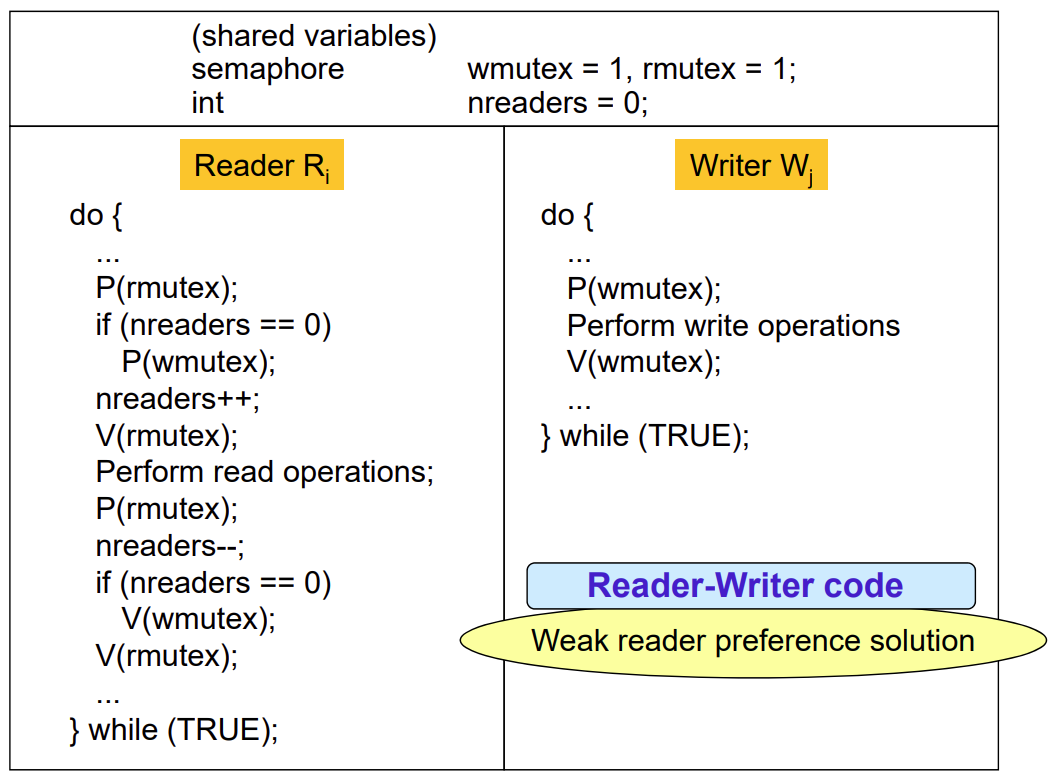 (shared variables)
semaphore wmutex = 1, rmutex = 1;
int nreaders = 0;
Reader Ri
do {
...
P(rmutex);
if (nreaders == 0)
P(wmutex);
nreaders++;
V(rmutex);
Perform read operations;
P(rmutex);
nreaders--;
if (nreaders == 0)
V(wmutex);
V(rmutex);
...
} while (TRUE);
Writer Wj
do {
...
P(wmutex);
Perform write operations
V(wmutex);
...
} while (TRUE);
Reader-Writer code
Weak reader preference solution